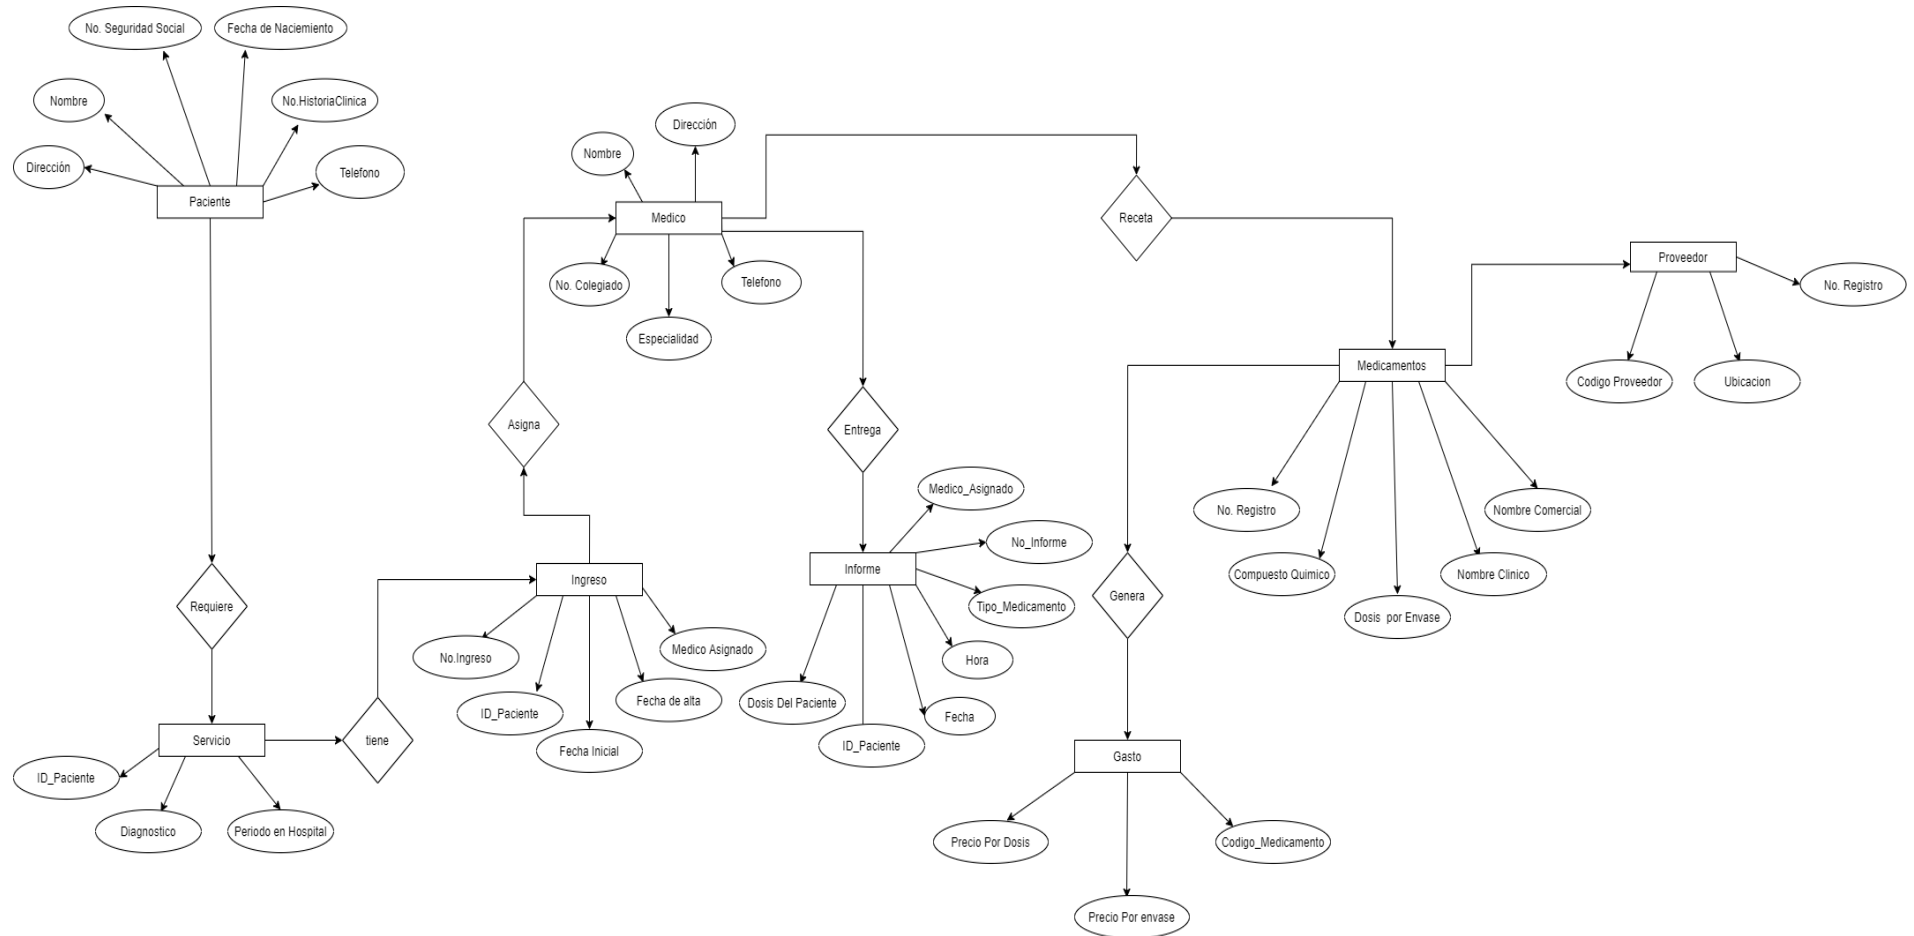 No. Seguridad Social
Fecha de Naciemiento
Nombre
No.HistoriaClinica
Dirección
Telefono
Paciente
Dirección
Nombre
Medico
No. Colegiado
Telefono
Especialidad
Receta
Proveedor
No. Registro
Codigo Proveedor
Ubicacion
Medicamentos
Asigna
Entrega
Medico_Asignado
No. Registro
Nombre Comercial
No_Informe
Informe
Compuesto Quimico
Nombre Clinico
Ingreso
Requiere
Genera
Tipo_Medicamento
Dosis por Envase
No.Ingreso
Medico Asignado
Hora
ID_Paciente
Fecha de alta
Dosis Del Paciente
Fecha
Servicio
tiene
Fecha Inicial
ID_Paciente
Gasto
ID_Paciente
Diagnostico
Periodo en Hospital
Precio Por Dosis
Codigo_Medicamento
Precio Por envase